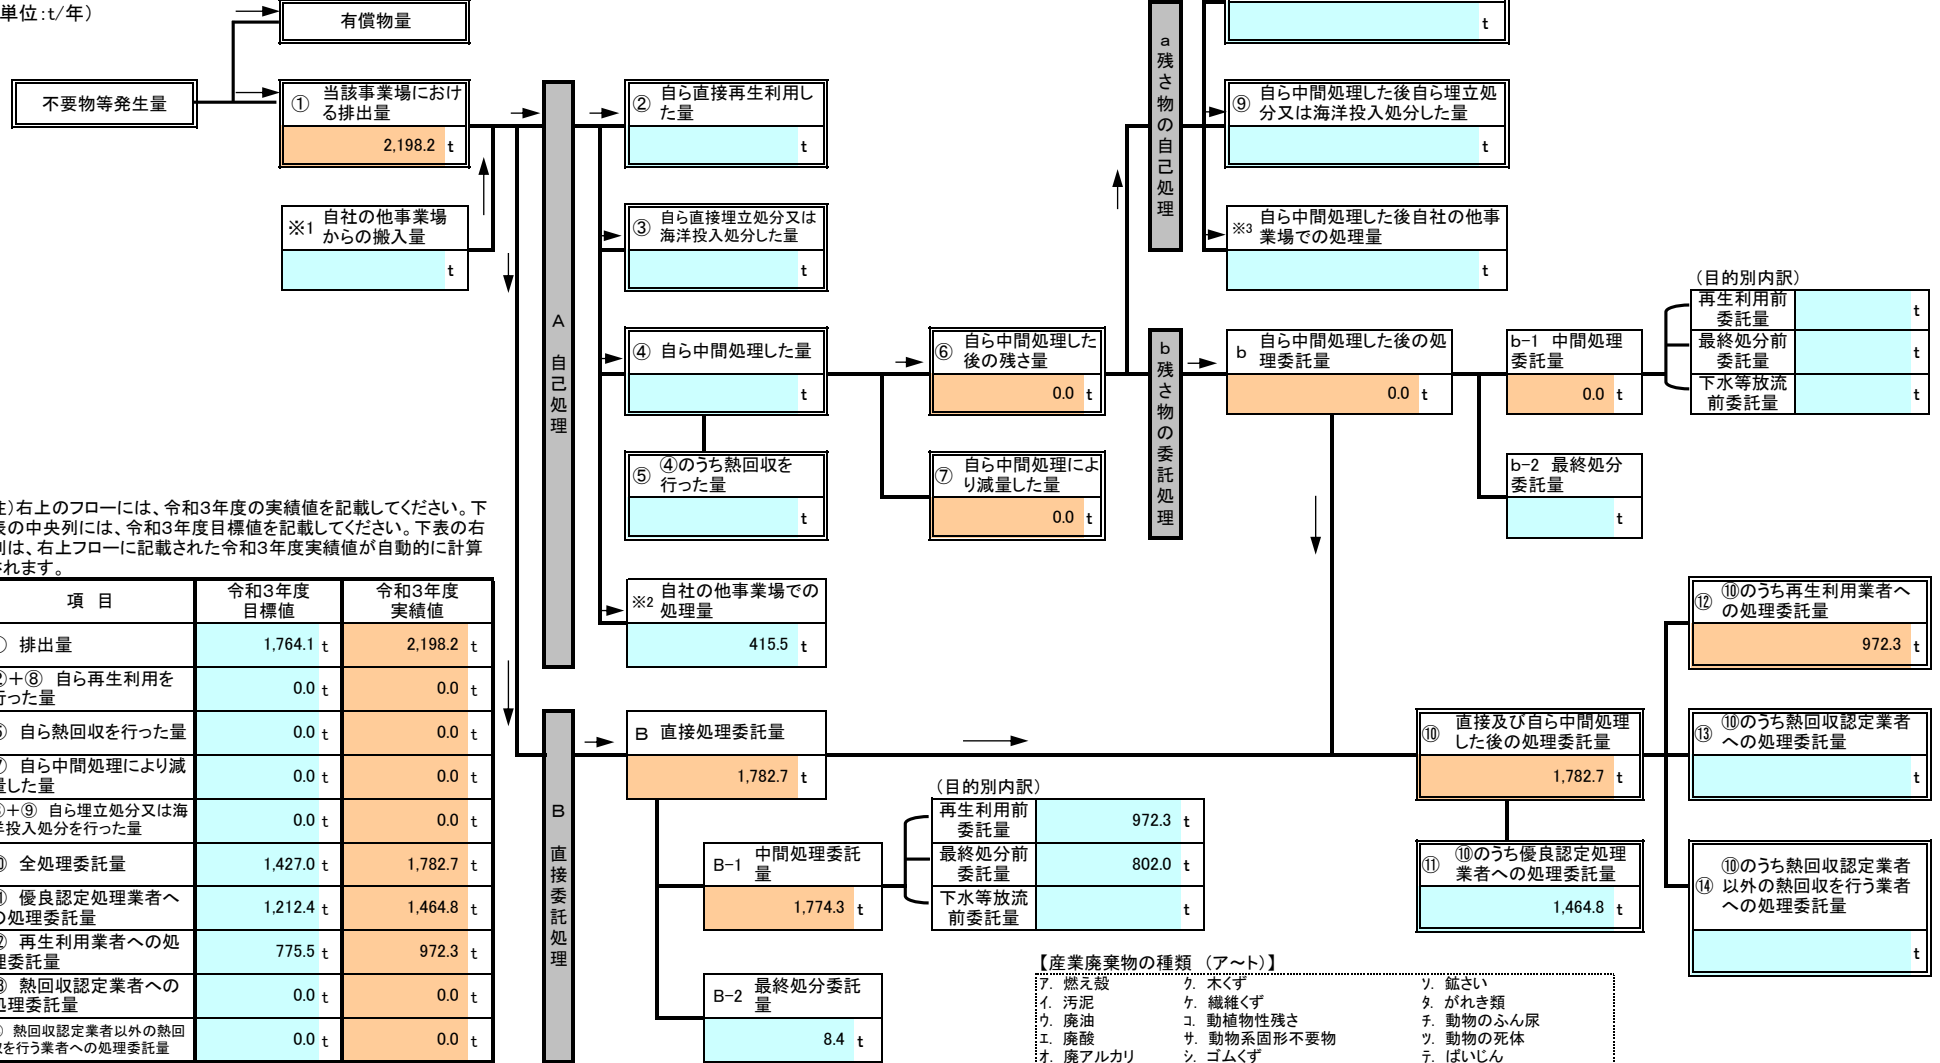 単位:t/年）
有償物量
不要物等発生量
① 当該事業場におけ
る排出量
2,198.2 t
※1 自社の他事業場
からの搬入量
t
A 自己処理
② 自ら直接再生利用し
た量
t
③ 自ら直接埋立処分又は
海洋投入処分した量
t
④ 自ら中間処理した量
t
⑤ ④のうち熱回収を
行った量
t
⑥ 自ら中間処理した
後の残さ量
0.0 t
⑦ 自ら中間処理によ
り減量した量
0.0 t
※2 自社の他事業場での
処理量
415.5 t
a残さ物の自己処理
t
⑨ 自ら中間処理した後自ら埋立処
分又は海洋投入処分した量
t
※3 自ら中間処理した後自社の他事
業場での処理量
t
b残さ物の委託処理
b 自ら中間処理した後の処
理委託量
0.0 t
b-1 中間処理
委託量
0.0 t
（目的別内訳）
再生利用前
委託量
t
最終処分前
委託量
t
下水等放流
前委託量
t
b-2 最終処分
委託量
t
)右上のフローには、令和3年度の実績値を記載してください。下
の中央列には、令和3年度目標値を記載してください。下表の右
は、右上フローに記載された令和3年度実績値が自動的に計算
れます。
項 目 令和3年度
目標値 令和3年度
実績値
排出量 1,764.1 t 2,198.2 t
+⑧ 自ら再生利用を
った量 0.0 t 0.0 t
自ら熱回収を行った量 0.0 t 0.0 t
自ら中間処理により減
した量 0.0 t 0.0 t
+⑨ 自ら埋立処分又は海
投入処分を行った量 0.0 t 0.0 t
全処理委託量 1,427.0 t 1,782.7 t
優良認定処理業者へ
処理委託量 1,212.4 t 1,464.8 t
再生利用業者への処
委託量 775.5 t 972.3 t
熱回収認定業者への
処理委託量 0.0 t 0.0 t
熱回収認定業者以外の熱回
を行う業者への処理委託量 0.0 t 0.0 t
B 直接委託処理
B 直接処理委託量
1,782.7 t
B-1 中間処理委託
量
1,774.3 t
（目的別内訳）
再生利用前
委託量
972.3 t
最終処分前
委託量
802.0 t
下水等放流
前委託量
t
B-2 最終処分委託
量
8.4 t
⑩ 直接及び自ら中間処理
した後の処理委託量
1,782.7 t
⑪ ⑩のうち優良認定処理
業者への処理委託量
1,464.8 t
⑫ ⑩のうち再生利用業者へ
の処理委託量
972.3 t
⑬ ⑩のうち熱回収認定業者
への処理委託量
t
⑭ ⑩のうち熱回収認定業者
以外の熱回収を行う業者
への処理委託量
t
【産業廃棄物の種類 （ア～ト）】
ア. 燃え殻 ク. 木くず ソ. 鉱さい
イ. 汚泥 ケ. 繊維くず タ. がれき類
ウ. 廃油 コ. 動植物性残さ チ. 動物のふん尿
エ. 廃酸 サ. 動物系固形不要物 ツ. 動物の死体
オ. 廃アルカリ シ. ゴムくず テ. ばいじん